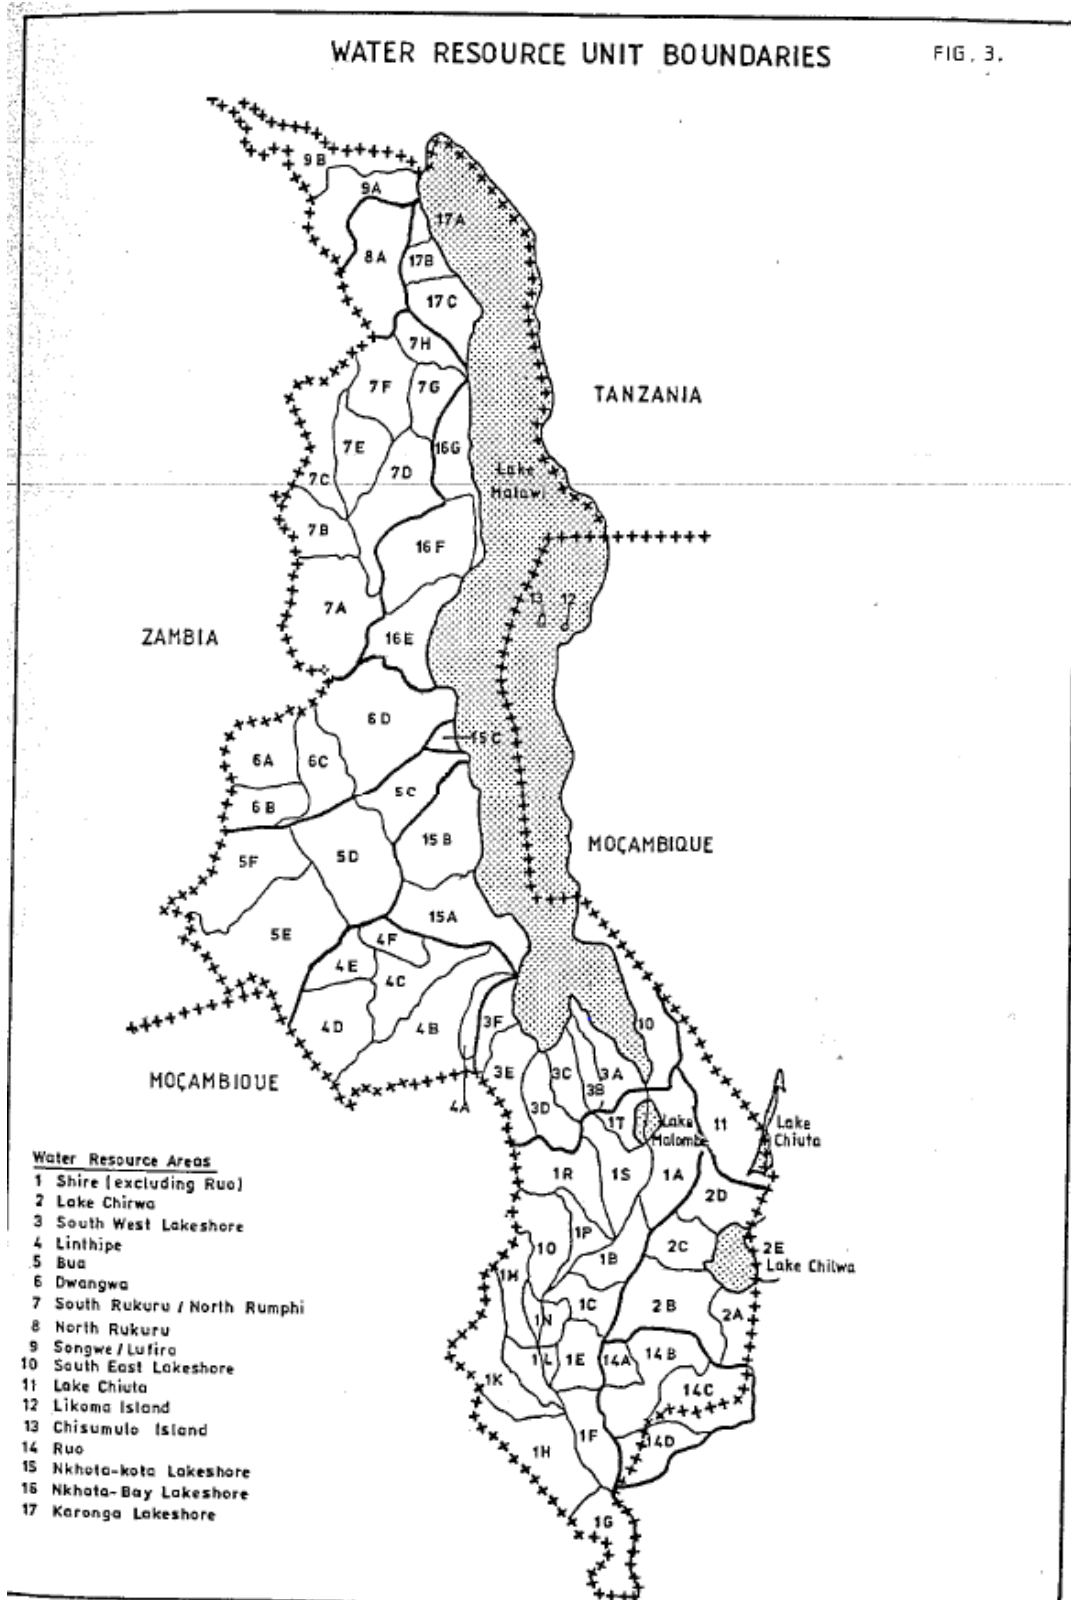 WATER RESOURCE UNIT BOUNDARIES
FIG. 3.
9B
9A
17A
8A
17B
17C
7H
7F
7G
TANZANIA
7E
16G
7D
7C
Lake
Malawi
7B
16F
13
12
7A
ZAMBIA
16E
6D
15C
6A
6C
5C
6B
15B
MOÇAMBIQUE
5F
5D
15A
5E
4F
4E
4C
3F
10
4D
4B
3E
3C
3A
MOÇAMBIQUE
3B
4A
3D
1T
Lake
Malombe
11
Lake
Chiuta
1R
1S
1A
2D
1P
1O
1B
2C
2E
Lake Chilwa
1M
1C
2B
1N
2A
1L
1E
14A
14B
1K
14C
1F
14D
1H
1G
Water Resource Areas
1 Shire (excluding Ruo)
2 Lake Chirwa
3 South West Lakeshore
4 Linthipe
5 Bua
6 Dwangwa
7 South Rukuru / North Rumphi
8 North Rukuru
9 Songwe / Lufira
10 South East Lakeshore
11 Lake Chiuta
12 Likoma Island
13 Chisumulo Island
14 Ruo
15 Nkhota-kota Lakeshore
16 Nkhata-Bay Lakeshore
17 Karonga Lakeshore